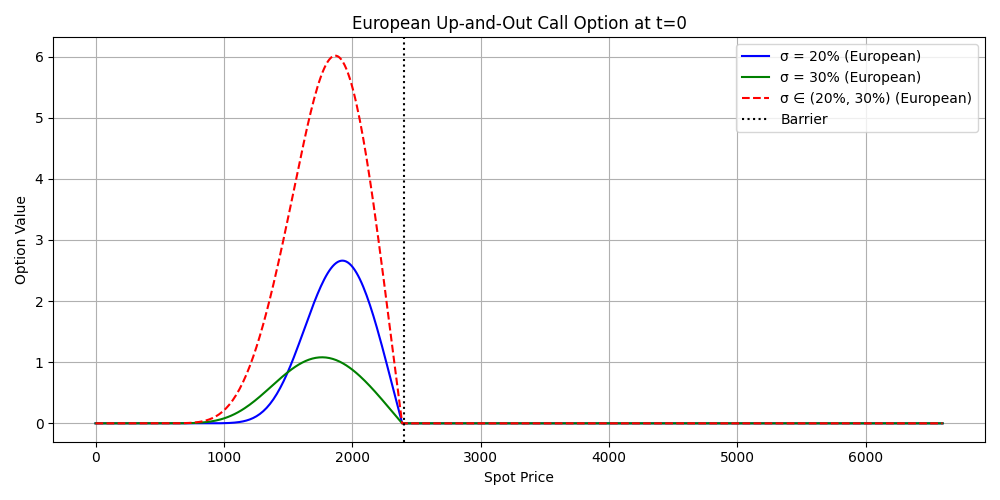 European Up-and-Out Call Option at t=0
Option Value
6
5
4
3
2
1
0
σ = 20% (European)
σ = 30% (European)
σ ∈ (20%, 30%) (European)
Barrier
0 1000 2000 3000 4000 5000 6000
Spot Price